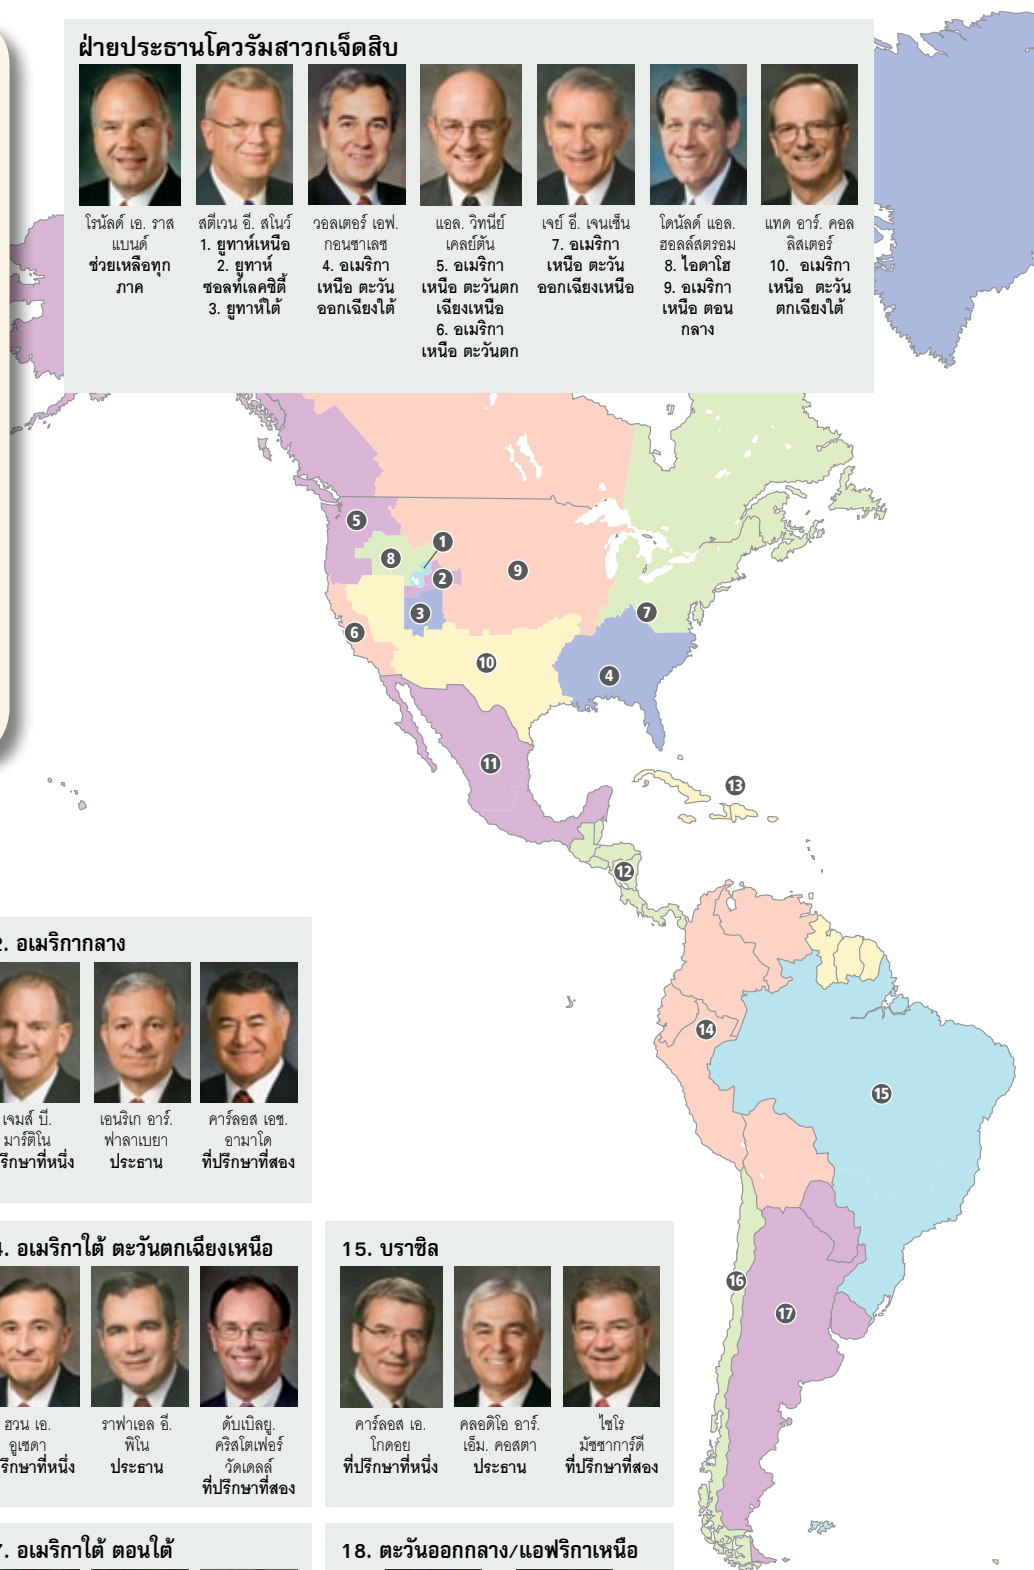 ฝ่ายประธานโควรัมสาวกเจ็ดสิบ
โรนัลด์ เอ. ราส
แบนด์
ช่วยเหลือทุก
ภาค
สตีเวน อี. สโนว์
1. ยูทาห์เหนือ
2. ยูทาห์
ซอลท์เลคซิตี้
3. ยูทาห์ใต้
วอลเตอร์ เอฟ.
กอนซาเลซ
4. อเมริกา
เหนือ ตะวัน
ออกเฉียงใต้
แอล. วิทนีย์
เคลย์ตัน
5. อเมริกา
เหนือ ตะวันตก
เฉียงเหนือ
6. อเมริกา
เหนือ ตะวันตก
เจย์ อี. เจนเซ็น
7. อเมริกา
เหนือ ตะวัน
ออกเฉียงเหนือ
โดนัลด์ แอล.
ฮอลล์สตรอม
8. ไอดาโฮ
9. อเมริกา
เหนือ ตอน
กลาง
แทด อาร์. คอล
ลิสเตอร์
10. อเมริกา
เหนือ ตะวัน
ตกเฉียงใต้
5
1
8
2
9
3
7
6
10
4
11
13
12
14
15
16
17
2. อเมริกากลาง
เจมส์ บี.
มาร์ติโน
รึกษาที่หนึ่ง
เอนริเก อาร์.
ฟาลาเบยา
ประธาน
คาร์ลอส เอช.
อามาโด
ที่ปรึกษาที่สอง
4. อเมริกาใต้ ตะวันตกเฉียงเหนือ
ฮวน เอ.
อูเซดา
รึกษาที่หนึ่ง
ราฟาเอล อี.
พิโน
ประธาน
ดับเบิลยู.
คริสโตเฟอร์
วัดเดลล์
ที่ปรึกษาที่สอง
15. บราซิล
คาร์ลอส เอ.
โกดอย
ที่ปรึกษาที่หนึ่ง
คลอดิโอ อาร์.
เอ็ม. คอสตา
ประธาน
ไชโร
มัซซาการ์ดี
ที่ปรึกษาที่สอง
7. อเมริกาใต้ ตอนใต้
18. ตะวันออกกลาง/แอฟริกาเหนือ